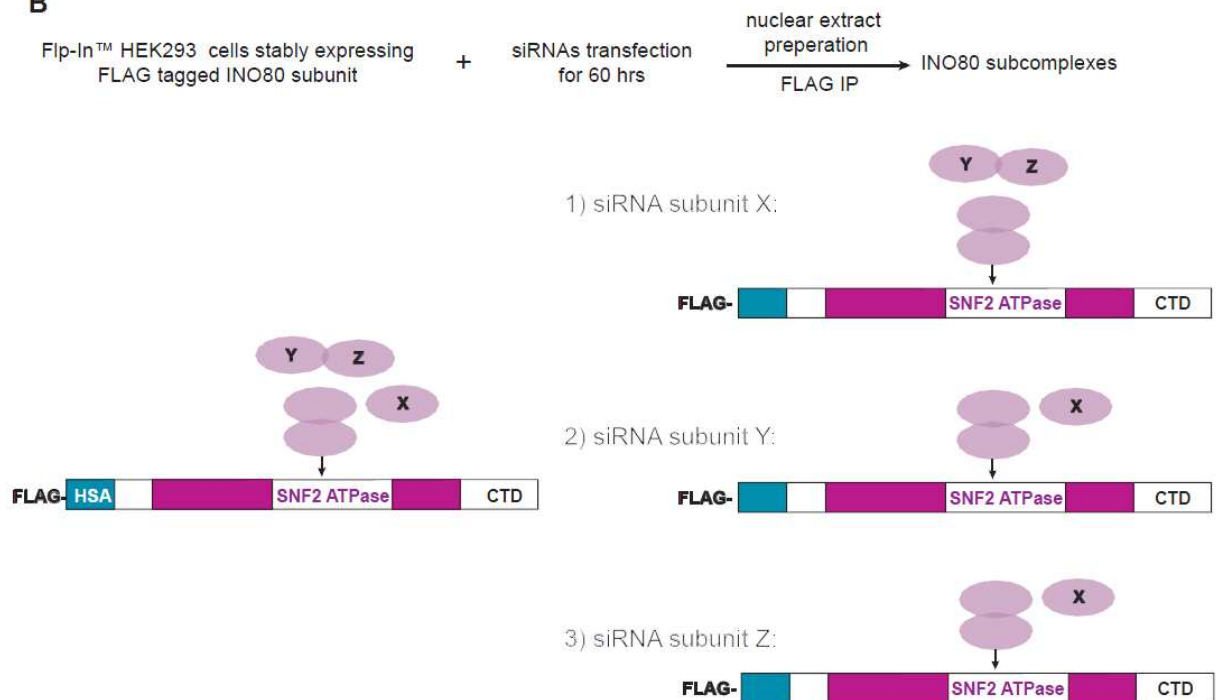 B
nuclear extract
preperation
Flp-In™ HEK293 cells stably expressing
FLAG tagged INO80 subunit
+
siRNAs transfection
for 60 hrs
FLAG IP
INO80 subcomplexes
Y Z
1) siRNA subunit X:
FLAG- SNF2 ATPase CTD
Y Z
X
FLAG- HSA SNF2 ATPase CTD
X
2) siRNA subunit Y:
FLAG- SNF2 ATPase CTD
X
3) siRNA subunit Z:
FLAG- SNF2 ATPase CTD